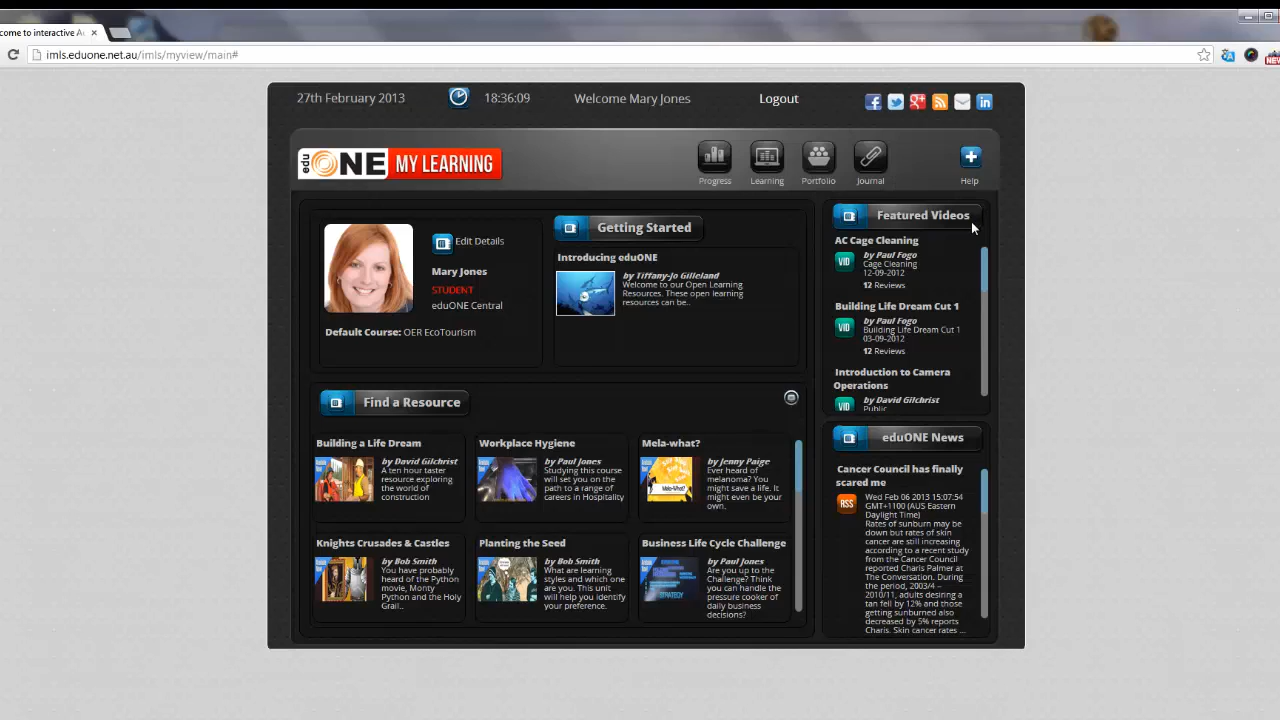 come to interactive Au
imls.eduone.net.au/imls/myview/main#
27th February 2013
18:36:09
Welcome Mary Jones
Logout
edu ONE MY LEARNING
Progress
Learning
Portfolio
Journal
Help
Edit Details
Mary Jones
STUDENT
eduONE Central
Default Course: OER EcoTourism
Getting Started
Introducing eduONE
by Tiffany-Jo Gilleland
Welcome to our Open Learning
Resources. These open learning
resources can be..
Featured Videos
AC Cage Cleaning
VID
by Paul Fogo
Cage Cleaning
12-09-2012
12 Reviews
Building Life Dream Cut 1
VID
by Paul Fogo
Building Life Dream Cut 1
03-09-2012
12 Reviews
Introduction to Camera
Operations
VID
by David Gilchrist
Public
Find a Resource
Building a Life Dream
by David Gilchrist
A ten hour taster
resource exploring
the world of
construction
Workplace Hygiene
by Paul Jones
Studying this course
will set you on the
path to a range of
careers in Hospitality
Mela-what?
Mela-What?
by Jenny Paige
Ever heard of
melanoma? You
might save a life. It
might even be your
own.
Knights Crusades & Castles
by Bob Smith
You have probably
heard of the Python
movie, Monty
Python and the Holy
Grail..
Planting the Seed
by Bob Smith
What are learning
styles and which one
are you. This unit
will help you identify
your preference.
Business Life Cycle Challenge
STRATEGY
by Paul Jones
Are you up to the
Challenge? Think
you can handle the
pressure cooker of
daily business
decisions?
eduONE News
Cancer Council has finally
scared me
RSS
Wed Feb 06 2013 15:07:54
GMT+1100 (AUS Eastern
Daylight Time)
Rates of sunburn may be
down but rates of skin
cancer are still increasing
according to a recent study
from the Cancer Council
reported Charis Palmer at
The Conversation. During
the period, 2003/4 –
2010/11, adults desiring a
tan fell by 12% and those
getting sunburned also
decreased by 5% reports
Charis. Skin cancer rates ...